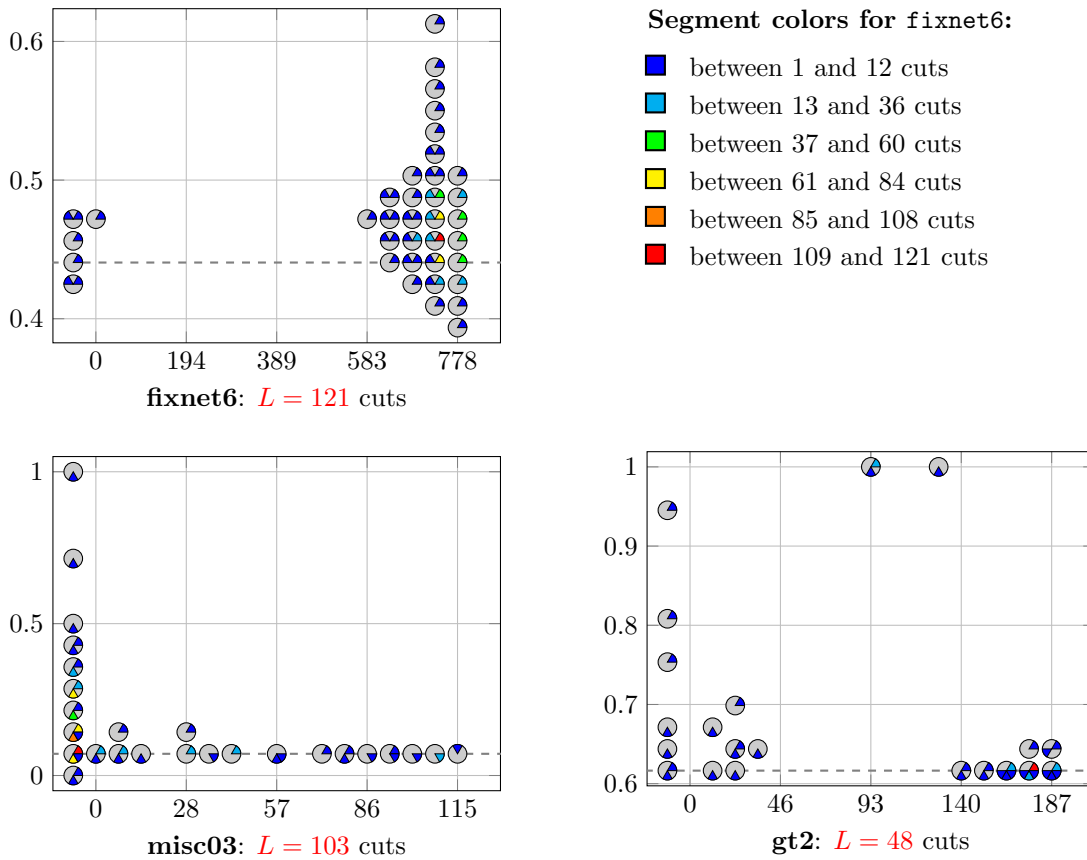 0.6
0.5
0.4
0 194 389 583 778
fixnet6: L = 121 cuts
Segment colors for fixnet6:
between 1 and 12 cuts
between 13 and 36 cuts
between 37 and 60 cuts
between 61 and 84 cuts
between 85 and 108 cuts
between 109 and 121 cuts
1
0.5
0
0 28 57 86 115
misc03: L = 103 cuts
1
0.9
0.8
0.7
0.6
0 46 93 140 187
gt2: L = 48 cuts